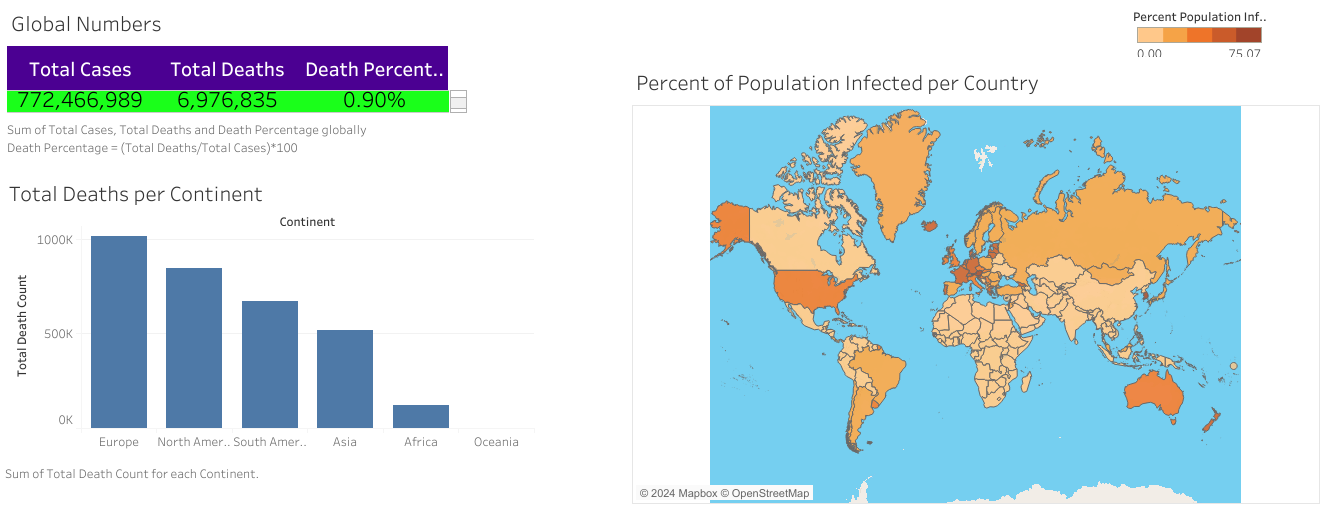 Global Numbers
Total Cases Total Deaths Death Percent..
772,466,989 6,976,835 0.90%
Sum of Total Cases, Total Deaths and Death Percentage globally
Death Percentage = (Total Deaths/Total Cases)*100
Total Deaths per Continent
Continent
1000K
500K
0K
Total Death Count
Europe North Amer.. South Amer.. Asia Africa Oceania
Sum of Total Death Count for each Continent.
Percent Population Inf..
0.00 75.07
Percent of Population Infected per Country
© 2024 Mapbox © OpenStreetMap